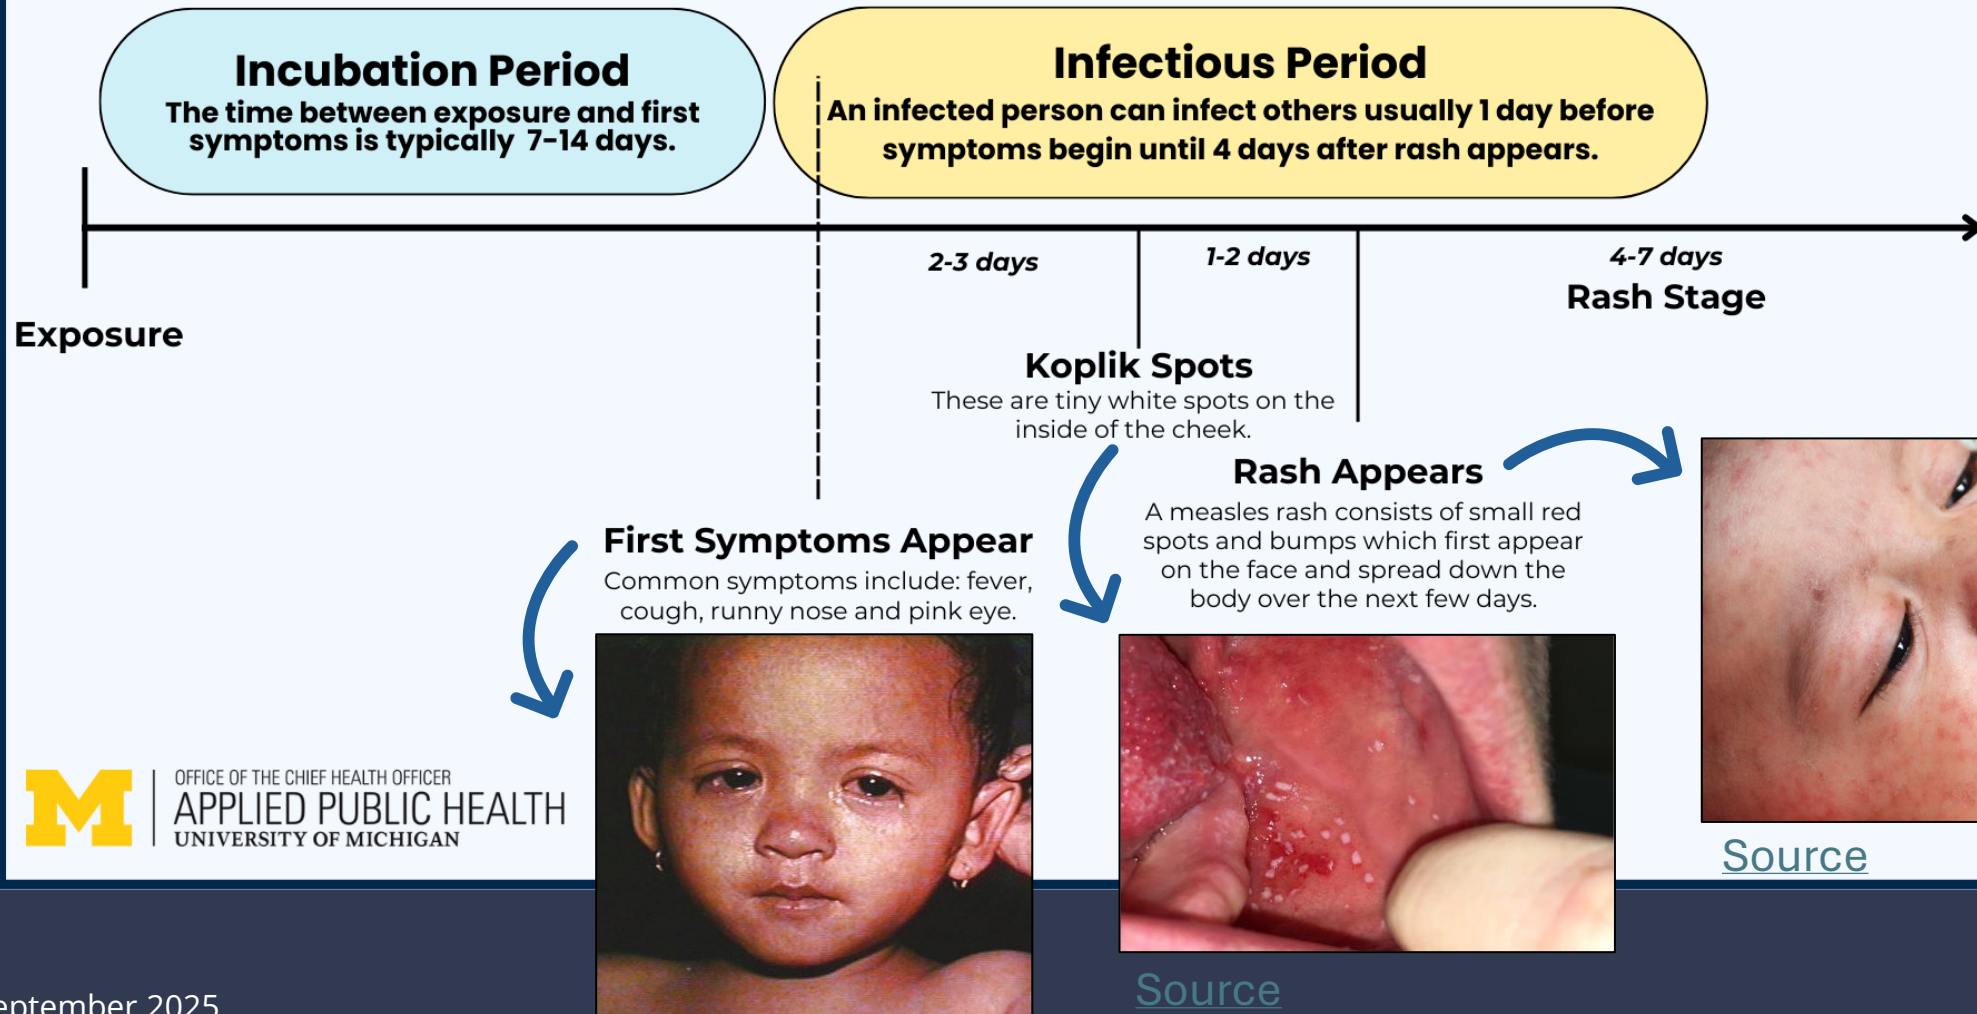 Incubation Period
The time between exposure and first
symptoms is typically 7-14 days.
Infectious Period
An infected person can infect others usually 1 day before
symptoms begin until 4 days after rash appears.
2-3 days
1-2 days
4-7 days
Rash Stage
Exposure
Koplik Spots
These are tiny white spots on the
inside of the cheek.
Rash Appears
A measles rash consists of small red
spots and bumps which first appear
on the face and spread down the
body over the next few days.
First Symptoms Appear
Common symptoms include: fever,
cough, runny nose and pink eye.
M
OFFICE OF THE CHIEF HEALTH OFFICER
APPLIED PUBLIC HEALTH
UNIVERSITY OF MICHIGAN
Source
Source
eptember 2025